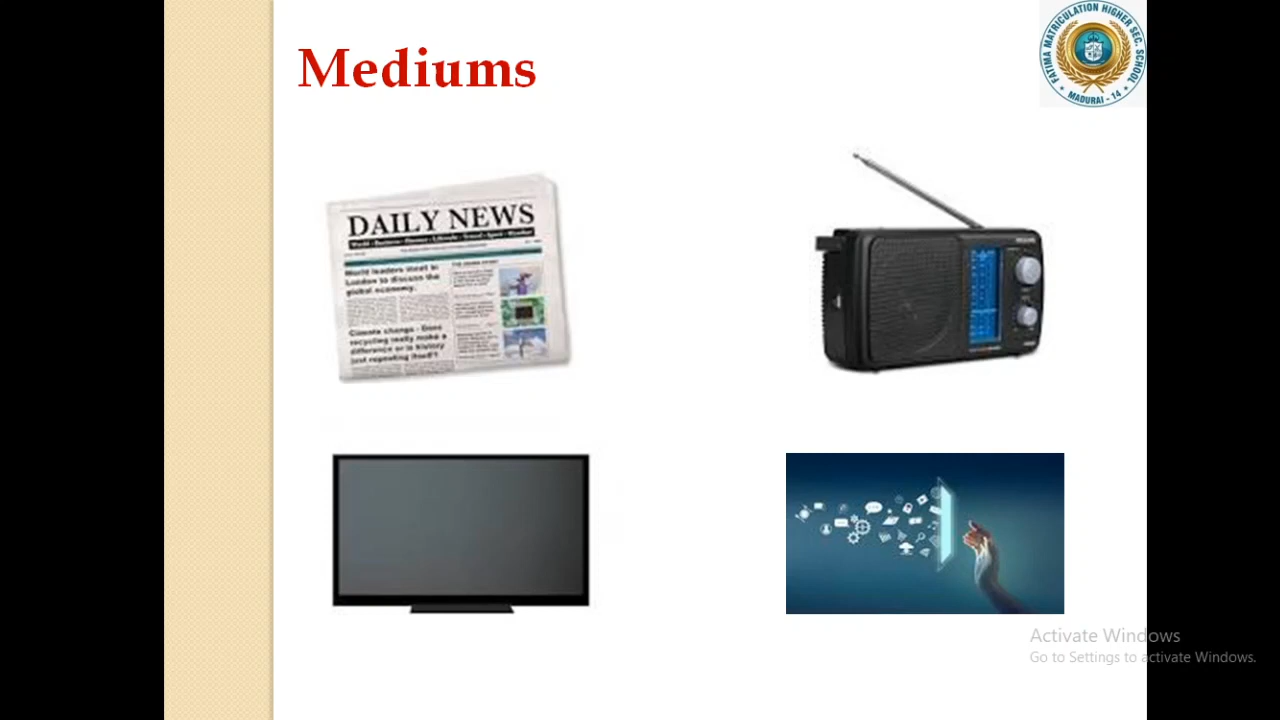 Mediums
FATIMA MATRICULATION HIGHER SEC. SCHOOL
MADURAI - 14
DAILY NEWS
World leaders meet in
London to discuss the
global economy.
Climate change - Does
recycling really make a
difference or is history
just repeating itself?
Activate Windows
Go to Settings to activate Windows.